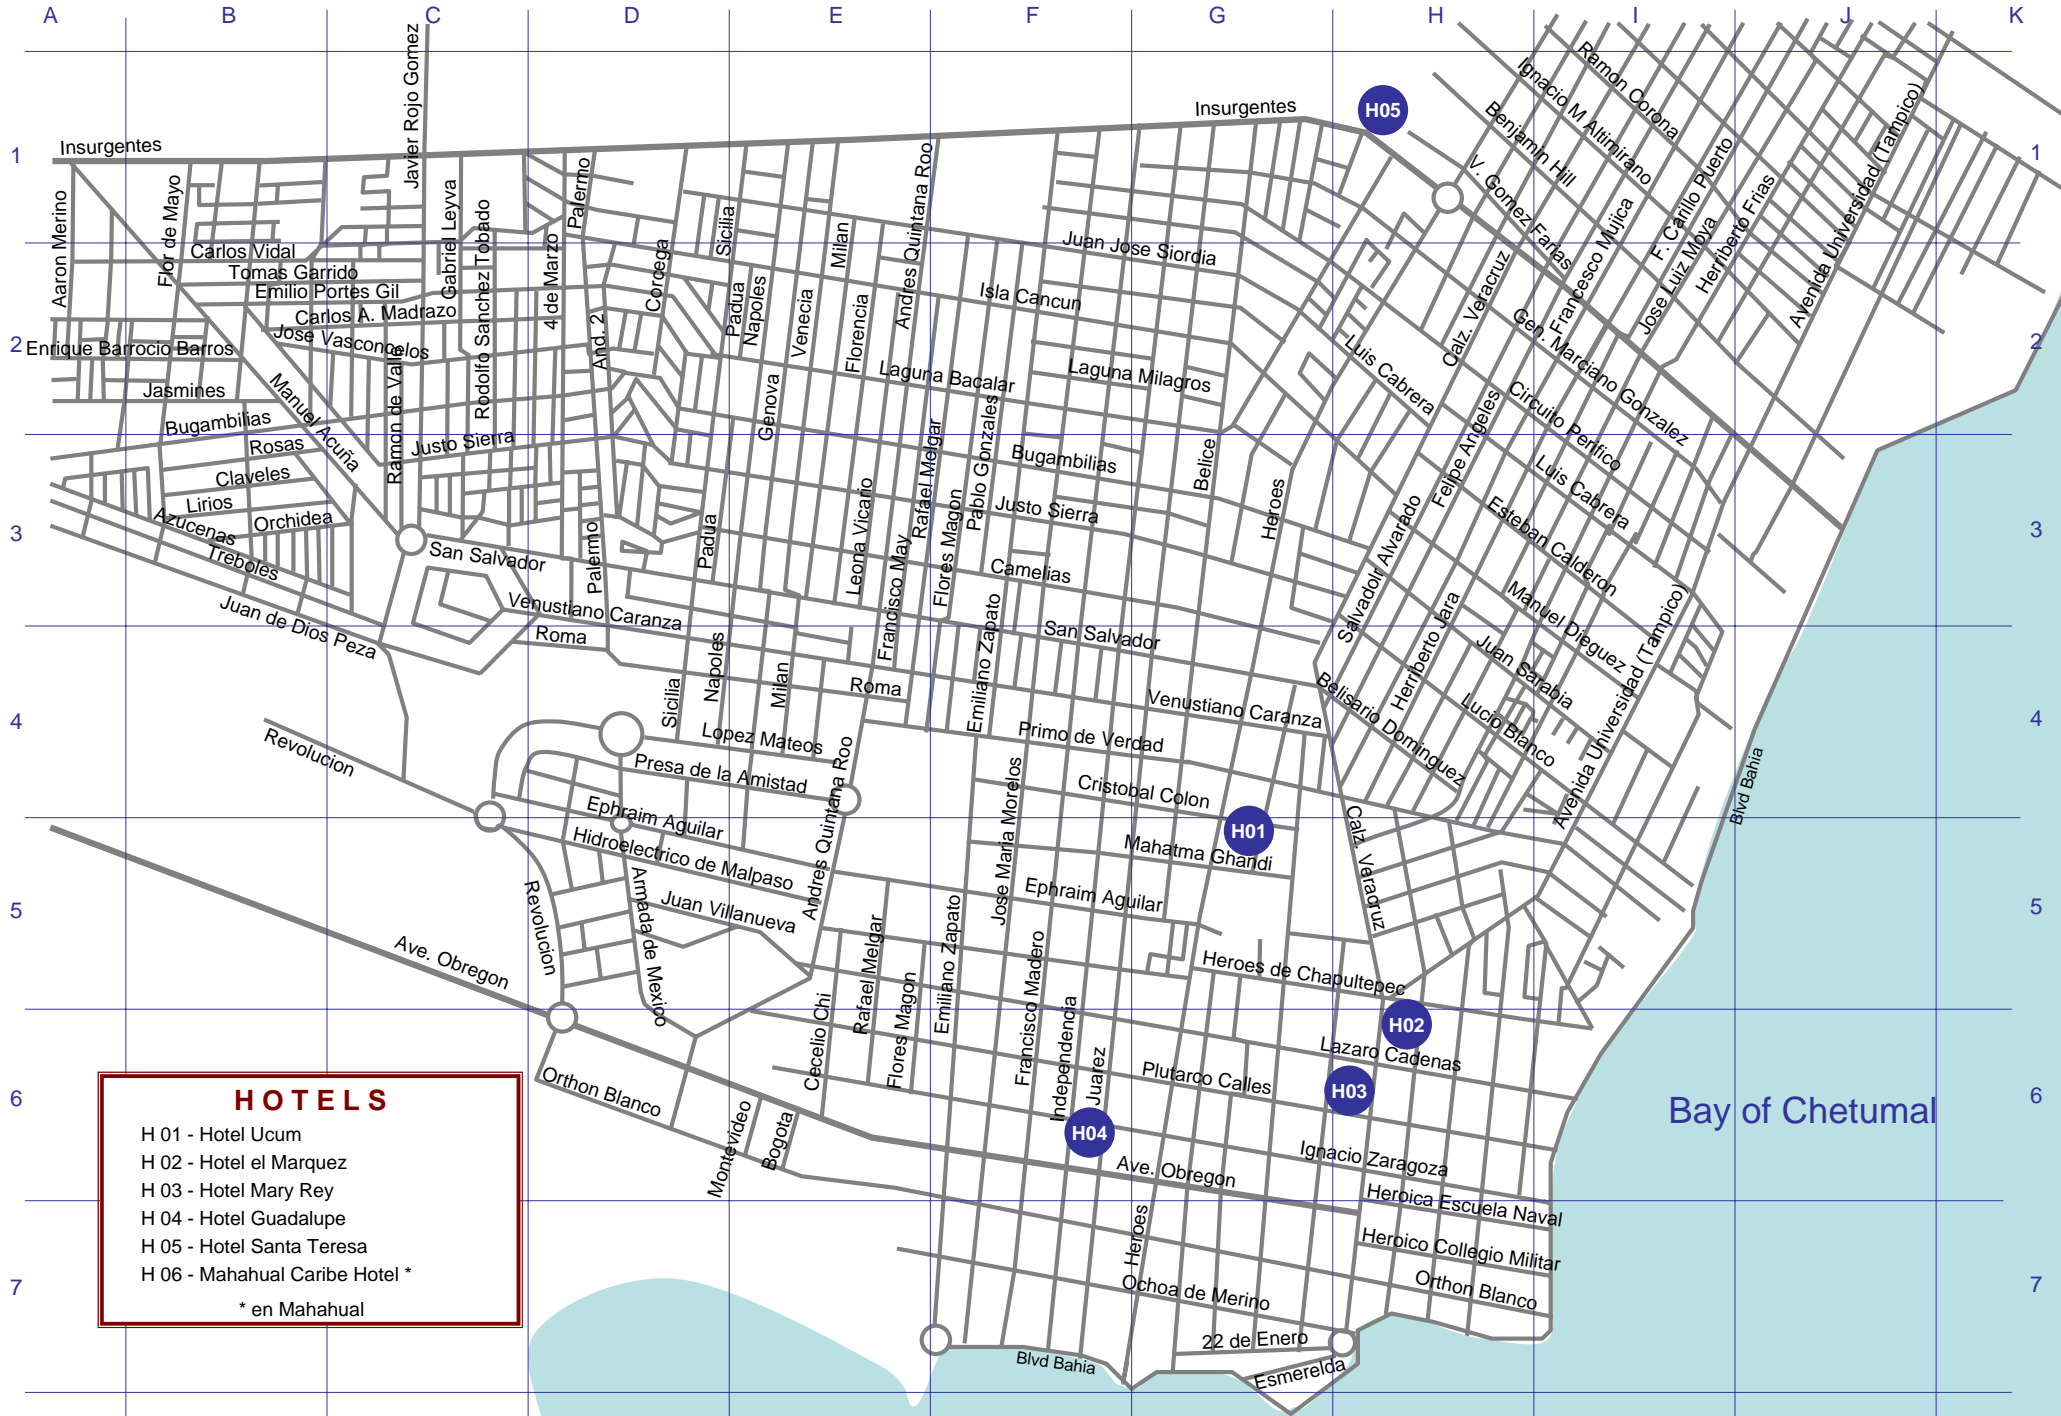 A B C D E F G H I J K
Javier Rojo Gomez
Insurgentes
Insurgentes
H05
Ramon Corona
Ignacio M Altimirano
Benjamin Hill
V. Gomez Farias
Francesco Mujica
F. Carillo Puerto
Jose Luiz Moya
Herriberto Frias
Avenida Universidad (Tampico)
1
1
Aaron Merino
Flor de Mayo
Carlos Vidal
Tomas Garrido
Emilio Portes Gil
Carlos A. Madrazo
Jose Vasconcelos
Gabriel Leyva
Rodolfo Sanchez Tobado
4 de Marzo
Palermo
And. 2
Corcega
Sicilia
Padua
Napoles
Milan
Venecia
Florencia
Andres Quintana Roo
Juan Jose Siordia
Isla Cancun
Calz. Veracruz
Gen. Marciano Gonzalez
2
2
Enrique Barrocio Barros
Jasmines
Manuel Acuña
Ramon de Valle
Bugambilias
Rosas
Justo Sierra
Genova
Laguna Bacalar
Laguna Milagros
Luis Cabrera
Circuito Perifico
Felipe Angeles
Claveles
Lirios
Orchidea
Azucenas
Treboles
Juan de Dios Peza
Rafael Melgar
Pablo Gonzales
Bugambilias
Belice
Heroes
Luis Cabrera
Esteban Calderon
3
3
San Salvador
Palermo
Padua
Leona Vicario
Francisco May
Flores Magon
Justo Sierra
Camelias
Salvadolr Alvarado
Manuel Dieguez
Venustiano Caranza
Roma
Napoles
Sicilia
Milan
Roma
Emiliano Zapato
San Salvador
Herriberto Jara
Juan Sarabia
Avenida Universidad (Tampico)
4
4
Revolucion
Lopez Mateos
Presa de la Amistad
Primo de Verdad
Venustiano Caranza
Belisario Dominguez
Lucio Blanco
Blvd Bahia
Ephraim Aguilar
Hidroelectrico de Malpaso
Andres Quintana Roo
Jose Maria Morelos
Cristobal Colon
H01
Mahatma Ghandi
Calz. Veracruz
5
5
Revolucion
Armada de Mexico
Juan Villanueva
Ephraim Aguilar
Ave. Obregon
Rafael Melgar
Emiliano Zapato
Francisco Madero
Heroes de Chapultepec
H02
Cecelio Chi
Flores Magon
Independencia
Juarez
Lazaro Cadenas
Plutarco Calles
H03
6
6
Orthon Blanco
Montevideo
Bogota
H04
Ave. Obregon
Ignacio Zaragoza
Bay of Chetumal
Heroica Escuela Naval
Heroes
Heroico Collegio Militar
Orthon Blanco
Ochoa de Merino
7
7
22 de Enero
Blvd Bahia
Esmerelda
HOTELS
H 01 - Hotel Ucum
H 02 - Hotel el Marquez
H 03 - Hotel Mary Rey
H 04 - Hotel Guadalupe
H 05 - Hotel Santa Teresa
H 06 - Mahahual Caribe Hotel *
* en Mahahual